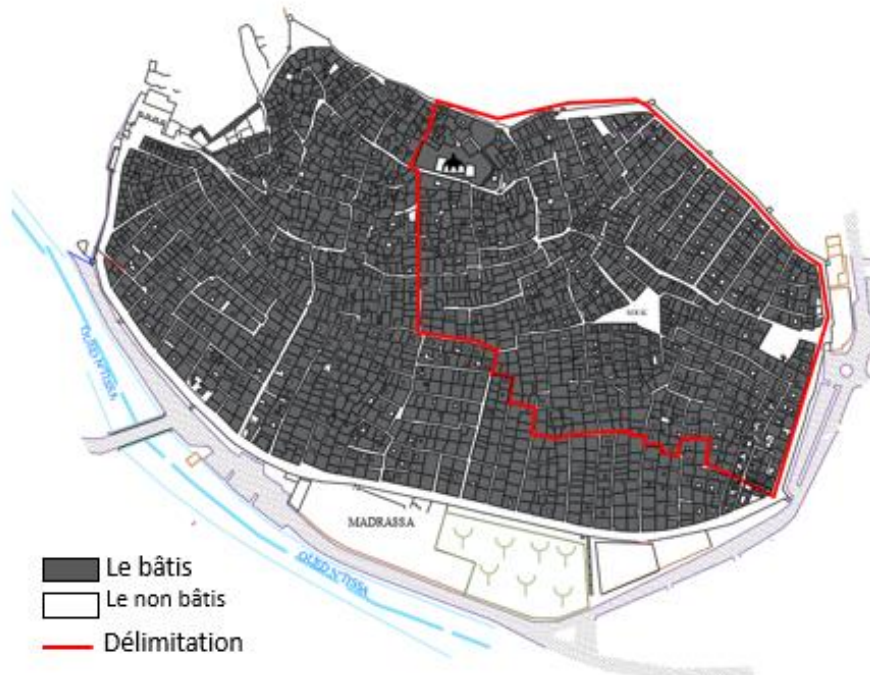 SOUK
OUED N'TISSA
MADRASSA
OUED N'TISSA
Le bâtis
Le non bâtis
Délimitation